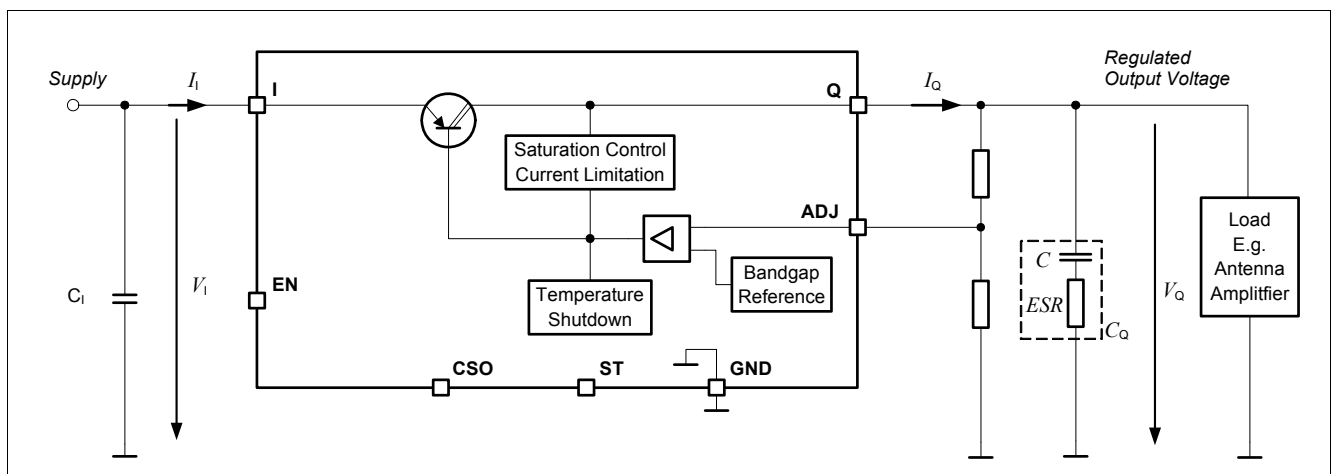 Supply
I_I
I
Q
I_Q
Regulated
Output Voltage
Saturation Control
Current Limitation
ADJ
Load
E.g.
Antenna
Amplitfier
C_I
V_I
EN
Temperature
Shutdown
Bandgap
Reference
C
ESR
C_Q
V_Q
CSO
ST
GND